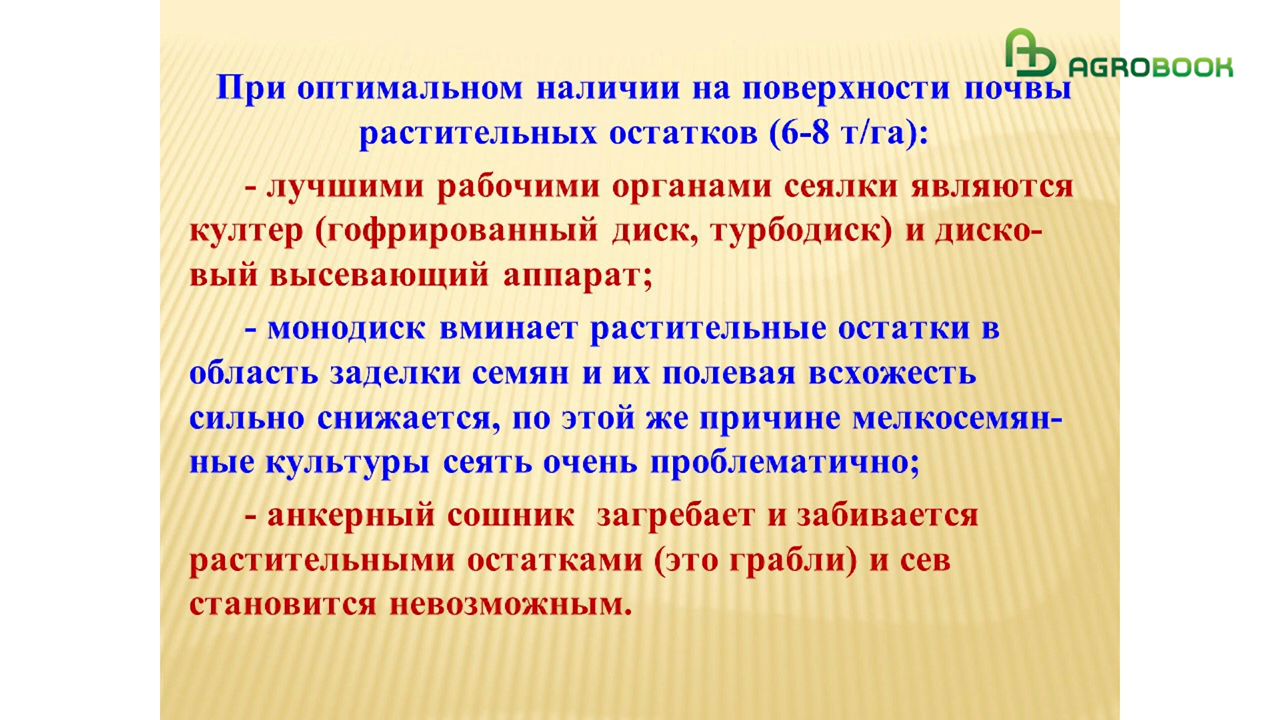 AGROBOOK
При оптимальном наличии на поверхности почвы
растительных остатков (6-8 т/га):
- лучшими рабочими органами сеялки являются
култер (гофрированный диск, турбодиск) и диско-
вый высевающий аппарат;
- монодиск вминает растительные остатки в
область заделки семян и их полевая всхожесть
сильно снижается, по этой же причине мелкосемян-
ные культуры сеять очень проблематично;
- анкерный сошник загребает и забивается
растительными остатками (это грабли) и сев
становится невозможным.